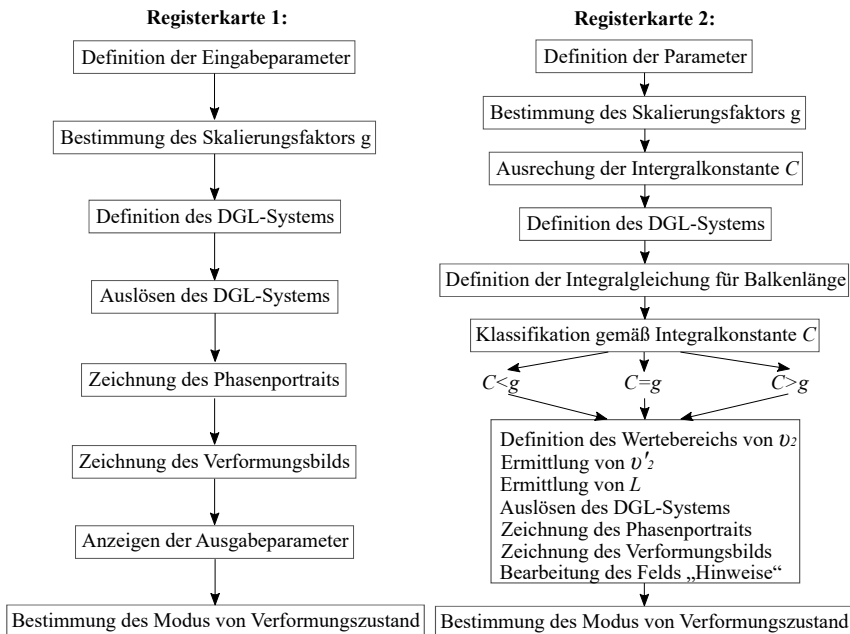 Registerkarte 1:
Definition der Eingabeparameter
Bestimmung des Skalierungsfaktors g
Definition des DGL-Systems
Auslösen des DGL-Systems
Zeichnung des Phasenportraits
Zeichnung des Verformungsbilds
Anzeigen der Ausgabeparameter
Bestimmung des Modus von Verformungszustand
Registerkarte 2:
Definition der Parameter
Bestimmung des Skalierungsfaktors g
Ausrechung der Intergralkonstante C
Definition des DGL-Systems
Definition der Integralgleichung für Balkenlänge
Klassifikation gemäß Integralkonstante C
C<g C=g C>g
Definition des Wertebereichs von υ₂
Ermittlung von υ'₂
Ermittlung von L
Auslösen des DGL-Systems
Zeichnung des Phasenportraits
Zeichnung des Verformungsbilds
Bearbeitung des Felds „Hinweise“
Bestimmung des Modus von Verformungszustand